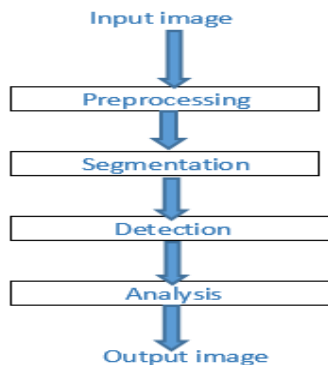 Input image
Preprocessing
Segmentation
Detection
Analysis
Output image